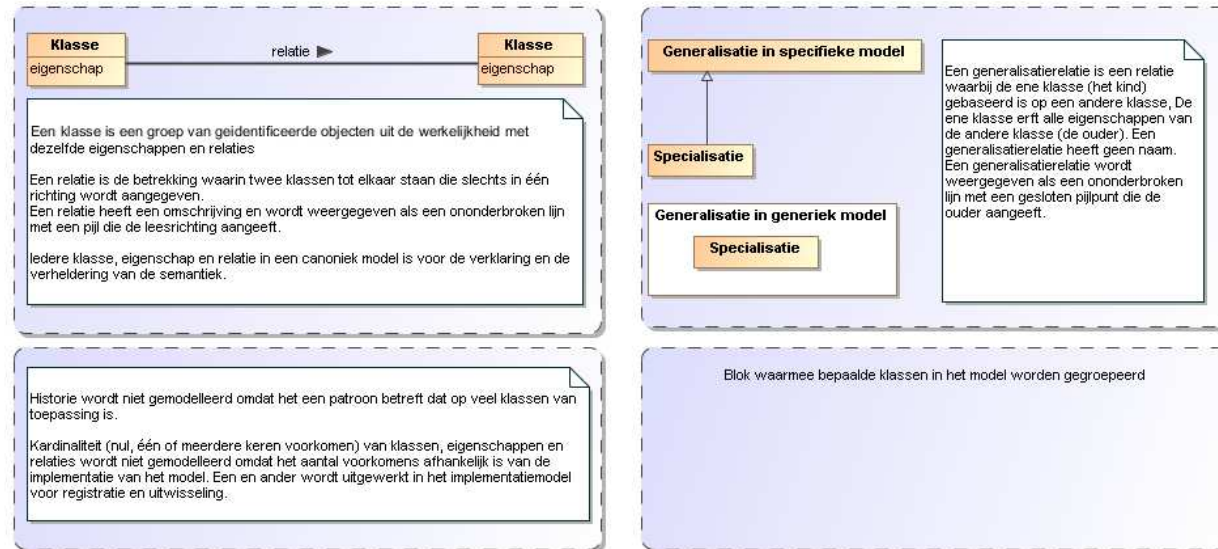 Klasse
eigenschap
relatie
Klasse
eigenschap
Een klasse is een groep van geidentificeerde objecten uit de werkelijkheid met
dezelfde eigenschappen en relaties
Een relatie is de betrekking waarin twee klassen tot elkaar staan die slechts in één
richting wordt aangegeven.
Een relatie heeft een omschrijving en wordt weergegeven als een ononderbroken lijn
met een pijl die de leesrichting aangeeft.
Iedere klasse, eigenschap en relatie in een canoniek model is voor de verklaring en de
verheldering van de semantiek.
Generalisatie in specifieke model
Specialisatie
Generalisatie in generiek model
Specialisatie
Een generalisatierelatie is een relatie
waarbij de ene klasse (het kind)
gebaseerd is op een andere klasse, De
ene klasse erft alle eigenschappen van
de andere klasse (de ouder). Een
generalisatierelatie heeft geen naam.
Een generalisatierelatie wordt
weergegeven als een ononderbroken
lijn met een gesloten pijlpunt die de
ouder aangeeft.
Historie wordt niet gemodelleerd omdat het een patroon betreft dat op veel klassen van
toepassing is.
Kardinaliteit (nul, één of meerdere keren voorkomen) van klassen, eigenschappen en
relaties wordt niet gemodelleerd omdat het aantal voorkomens afhankelijk is van de
implementatie van het model. Een en ander wordt uitgewerkt in het implementatiemodel
voor registratie en uitwisseling.
Blok waarmee bepaalde klassen in het model worden gegroepeerd